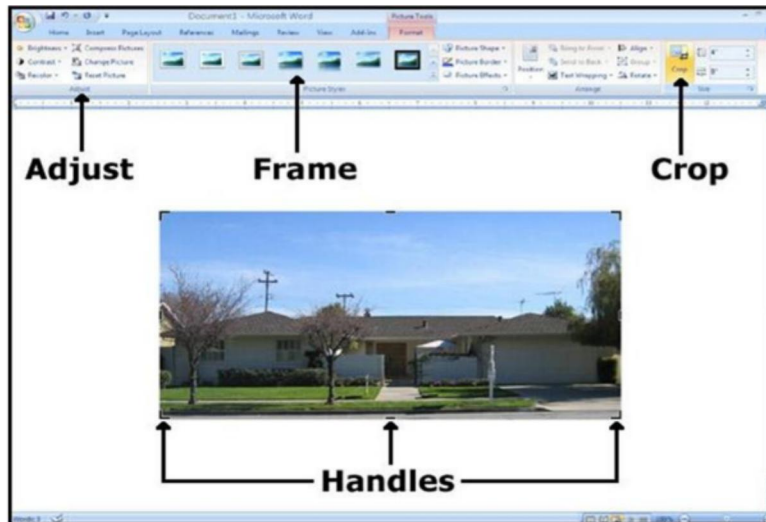 Document1 - Microsoft Word Picture Tools
Home Insert Page Layout References Mailings Review View Add-Ins Format
Brightness Compress Pictures Picture Shape Bring to Front Align
Contrast Change Picture Picture Border Position Send to Back Group Crop
Recolor Reset Picture Picture Effects Text Wrapping Rotate
Adjust Picture Styles Arrange Size
Adjust Frame Crop
Handles